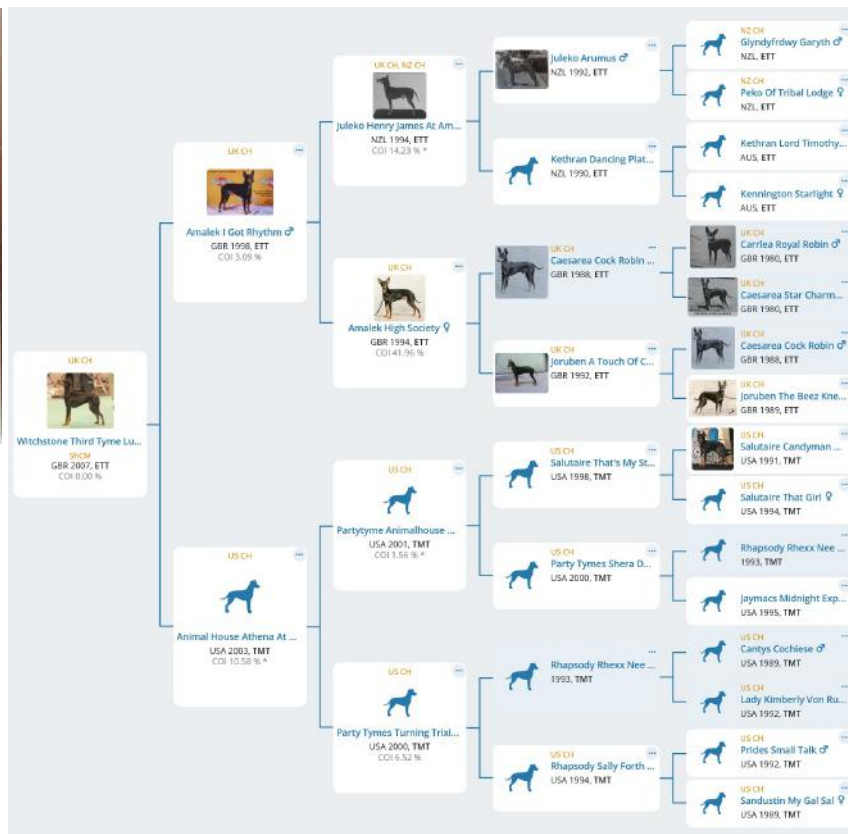 UK CH
Witchstone Third Tyme Lu...
ShCM
GBR 2007, ETT
COI 0.00 %
UK CH
Amalek I Got Rhythm ♂
GBR 1998, ETT
COI 3.09 %
US CH
Animal House Athena At ...
USA 2003, TMT
COI 10.58 % *
UK CH, NZ CH
Juleko Henry James At Am...
NZL 1994, ETT
COI 14.23 % *
UK CH
Amalek High Society ♀
GBR 1994, ETT
COI 41.96 %
US CH
Partytyme Animalhouse ...
USA 2001, TMT
COI 1.56 % *
US CH
Party Tymes Turning Trixi...
USA 2000, TMT
COI 6.52 %
Juleko Arumus ♂
NZL 1992, ETT
Kethran Dancing Plat...
NZL 1990, ETT
UK CH
Caesarea Cock Robin ...
GBR 1988, ETT
UK CH
Joruben A Touch Of C...
GBR 1992, ETT
US CH
Salutaire That's My St...
USA 1998, TMT
US CH
Party Tymes Shera D...
USA 2000, TMT
Rhapsody Rhexx Nee ...
1993, TMT
US CH
Rhapsody Sally Forth ...
USA 1994, TMT
NZ CH
Glyndyfrdwy Garyth ♂
NZL, ETT
NZ CH
Peko Of Tribal Lodge ♀
NZL, ETT
Kethran Lord Timothy...
AUS, ETT
Kennington Starlight ♀
AUS, ETT
UK CH
Carrlea Royal Robin ♂
GBR 1980, ETT
UK CH
Caesarea Star Charm...
GBR 1980, ETT
UK CH
Caesarea Cock Robin ♂
GBR 1988, ETT
UK CH
Joruben The Beez Kne...
GBR 1989, ETT
US CH
Salutaire Candyman ...
USA 1991, TMT
US CH
Salutaire That Girl ♀
USA 1994, TMT
Rhapsody Rhexx Nee ...
1993, TMT
Jaymacs Midnight Exp...
USA 1995, TMT
US CH
Cantys Cochiese ♂
USA 1989, TMT
US CH
Lady Kimberly Von Ru...
USA 1992, TMT
US CH
Prides Small Talk ♂
USA 1992, TMT
US CH
Sandustin My Gal Sal ♀
USA 1989, TMT